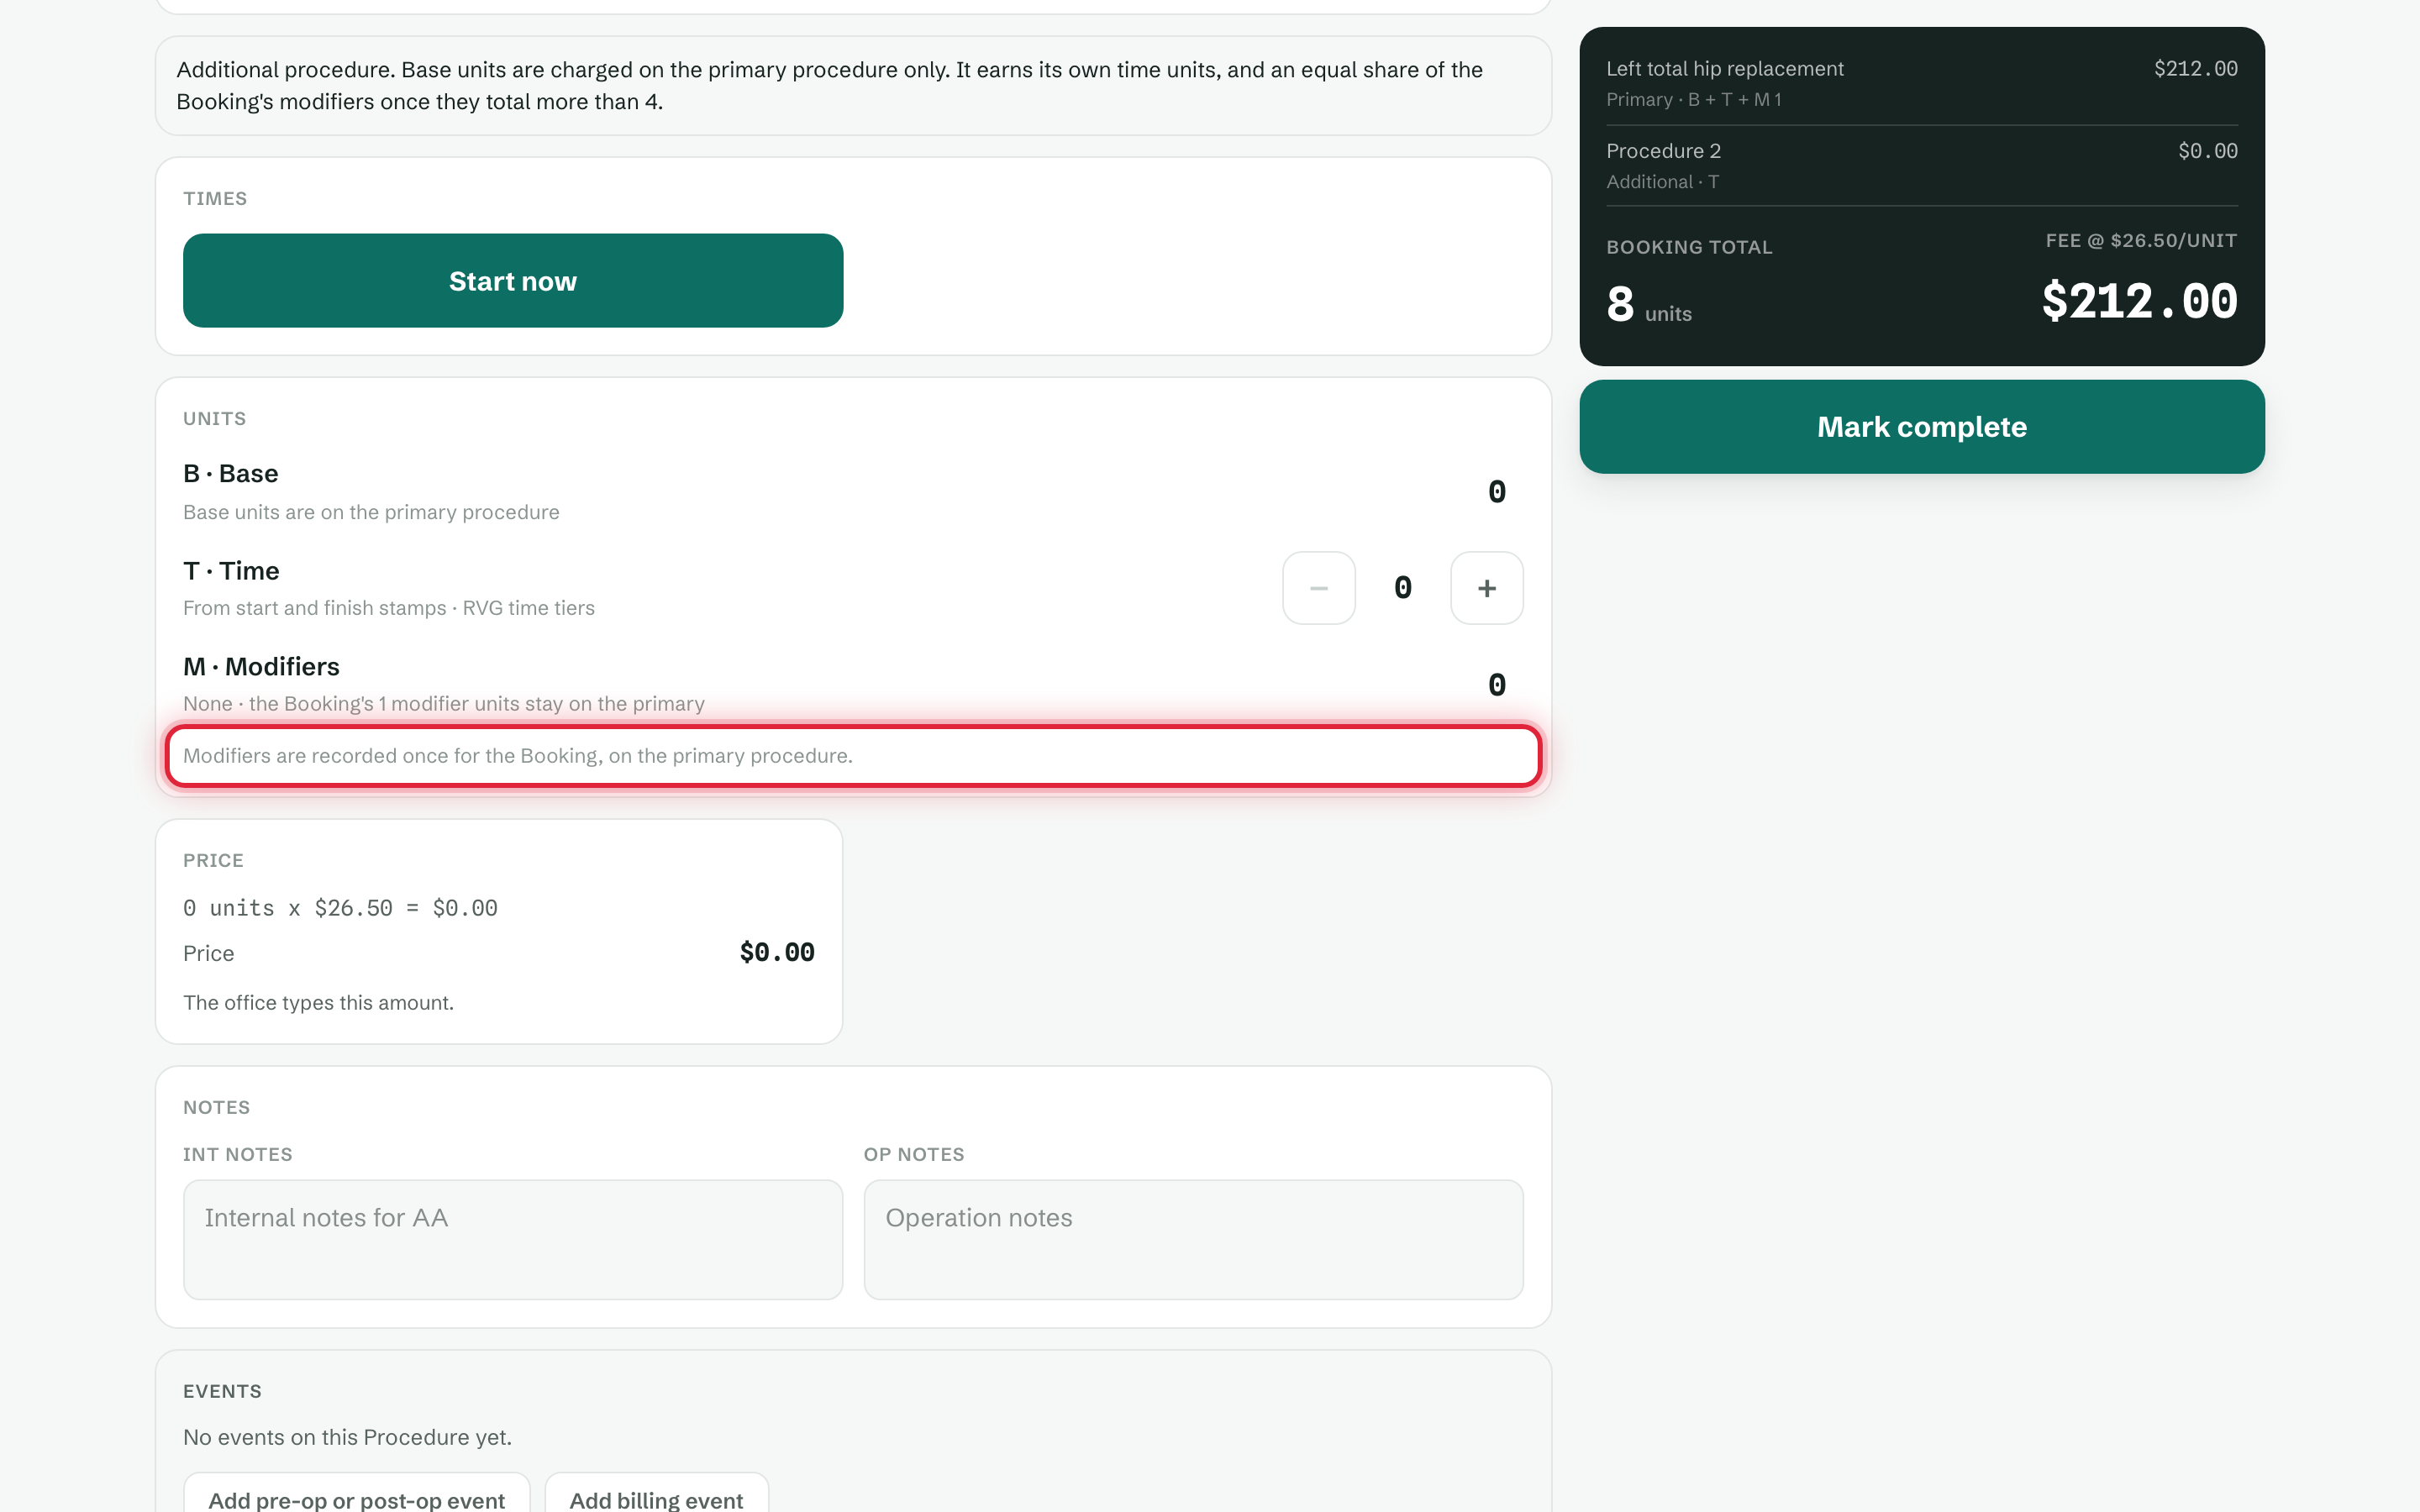 Additional procedure. Base units are charged on the primary procedure only. It earns its own time units, and an equal share of the
Booking's modifiers once they total more than 4.
TIMES
Start now
UNITS
B · Base
0
Base units are on the primary procedure
T · Time
− 0 +
From start and finish stamps · RVG time tiers
M · Modifiers
0
None · the Booking's 1 modifier units stay on the primary
Modifiers are recorded once for the Booking, on the primary procedure.
PRICE
0 units x $26.50 = $0.00
Price $0.00
The office types this amount.
NOTES
INT NOTES
Internal notes for AA
OP NOTES
Operation notes
EVENTS
No events on this Procedure yet.
Add pre-op or post-op event
Add billing event
Left total hip replacement $212.00
Primary · B + T + M 1
Procedure 2 $0.00
Additional · T
BOOKING TOTAL
FEE @ $26.50/UNIT
8 units
$212.00
Mark complete